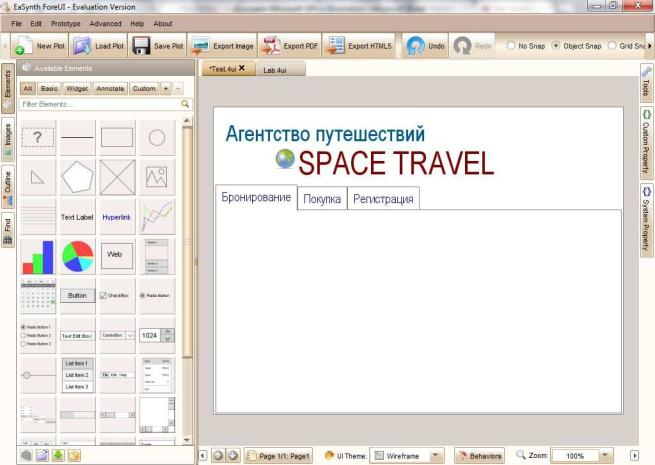 EaSynth ForeUI - Evaluation Version
File Edit Prototype Advanced Help About
New Plot Load Plot Save Plot Export Image Export PDF Export HTML5 Undo Redo No Snap Object Snap Grid Sna
Available Elements
*Test.4ui X Lab.4ui
All Basic Widget Annotate Custom + -
Filter Elements...
Elements
Images
Outline
Find
Tools
Custom Property
System Property
?
Text Label Hyperlink
Web
Button CheckBox Radio Button
Radio Button 1
Radio Button 2
Radio Button 3
Text Edit Box ComboBox 1024
List Item 1
List Item 2
List Item 3
File Edit Help
Агентство путешествий
SPACE TRAVEL
Бронирование Покупка Регистрация
Page 1/1: Page1 UI Theme: Wireframe Behaviors Zoom: 100%